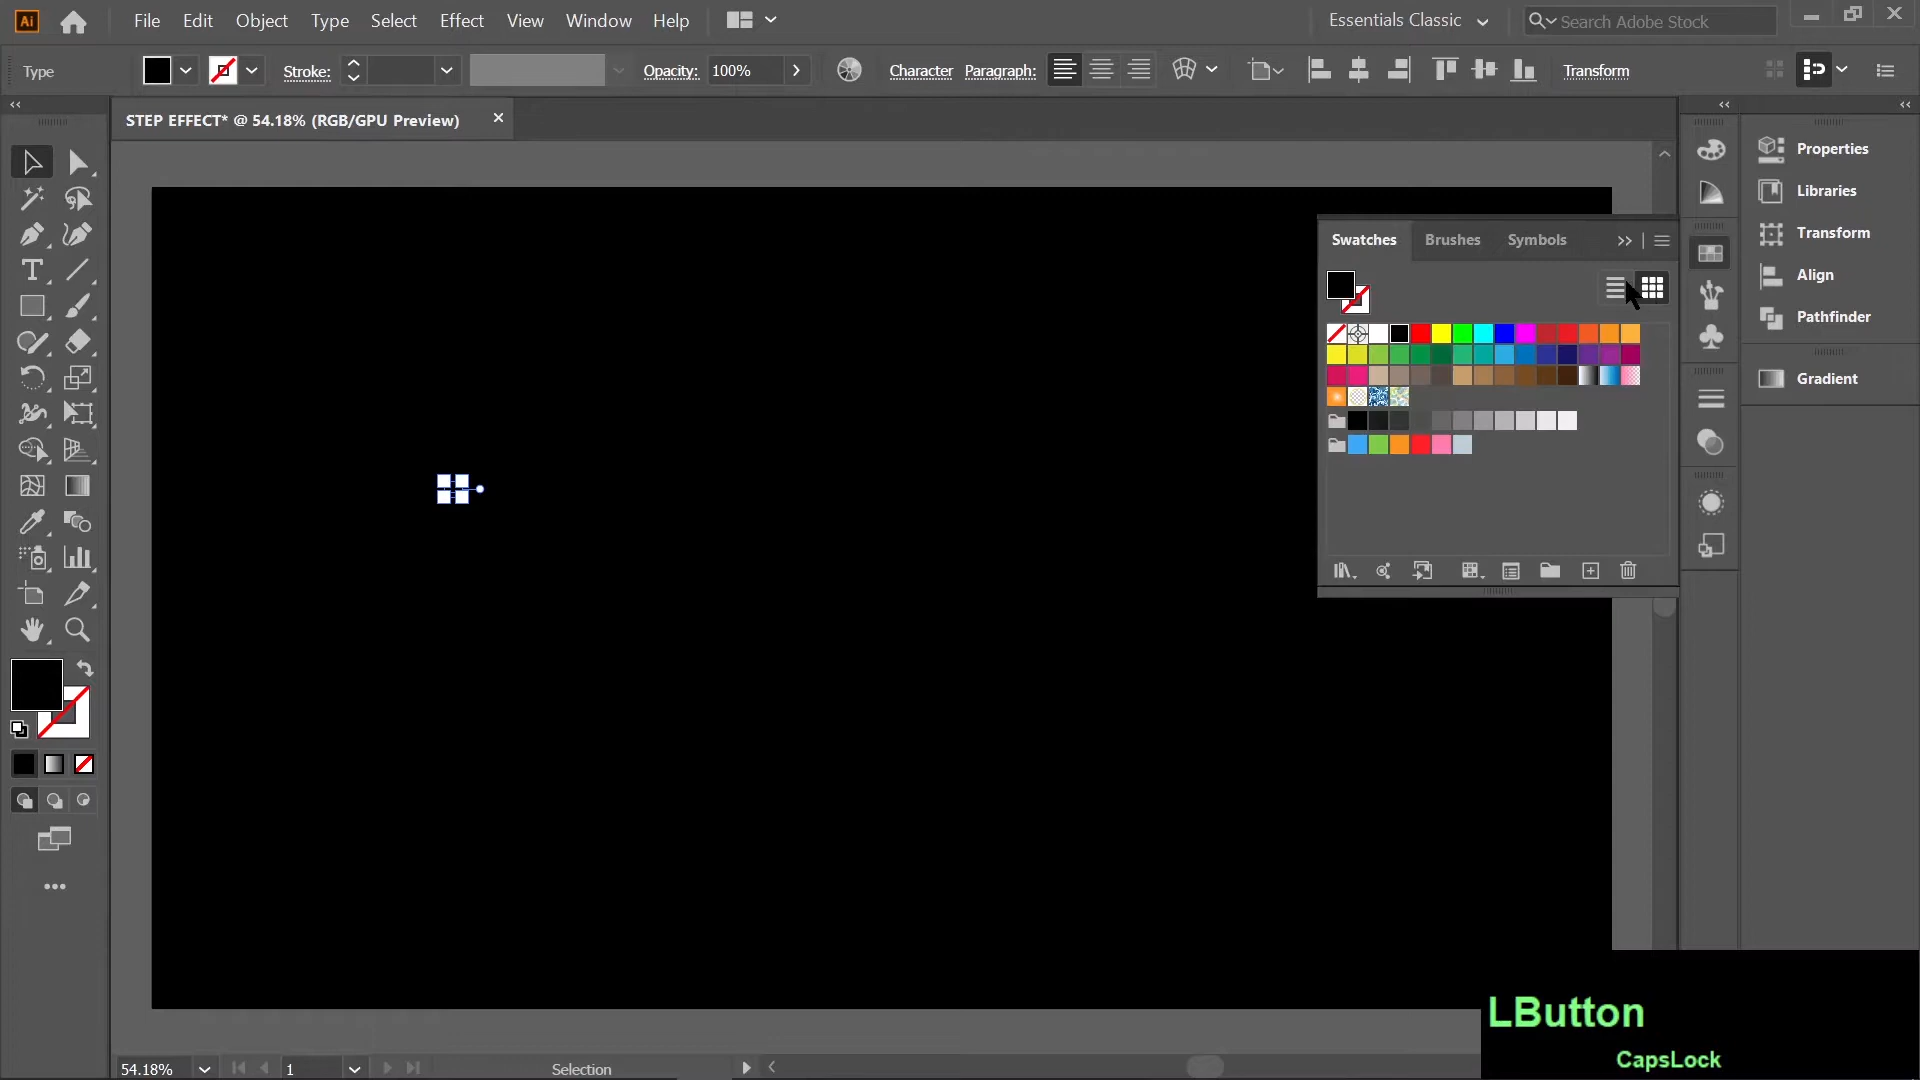 Ai File Edit Object Type Select Effect View Window Help Essentials Classic Search Adobe Stock
Type Stroke: Opacity: 100% Character Paragraph: Transform
STEP EFFECT* @ 54.18% (RGB/GPU Preview)
Swatches Brushes Symbols
Properties
Libraries
Transform
Align
Pathfinder
Gradient
LButton
CapsLock
54.18% 1 Selection